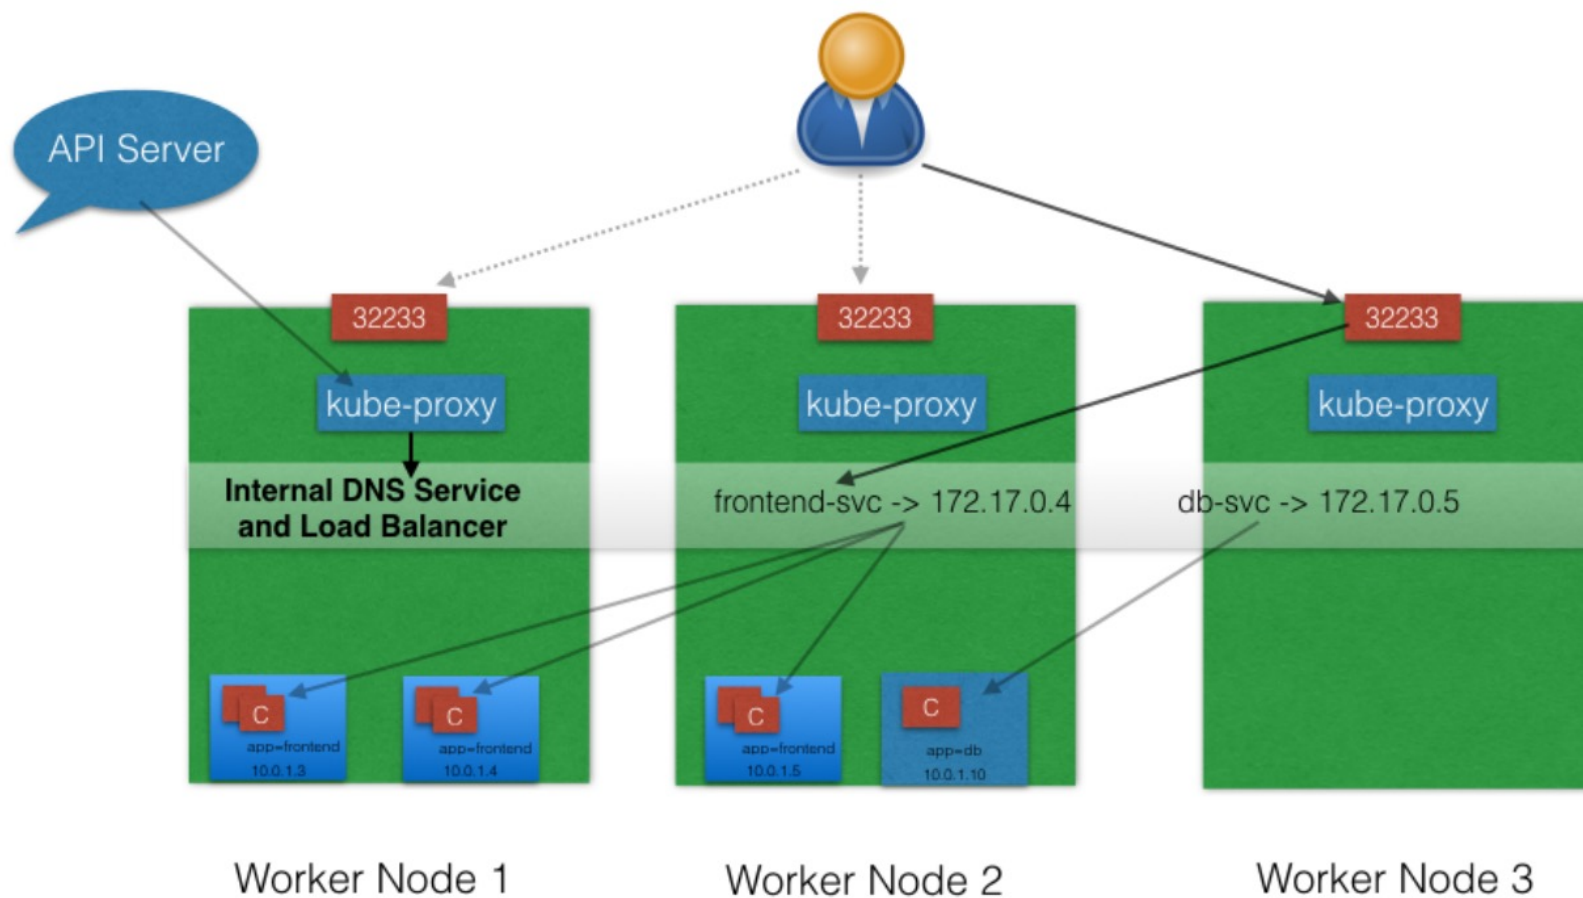 API Server
32233
32233
32233
kube-proxy
kube-proxy
kube-proxy
Internal DNS Service
and Load Balancer
frontend-svc -> 172.17.0.4
db-svc -> 172.17.0.5
C
app=frontend
10.0.1.3
C
app=frontend
10.0.1.4
C
app=frontend
10.0.1.5
C
app=db
10.0.1.10
Worker Node 1
Worker Node 2
Worker Node 3